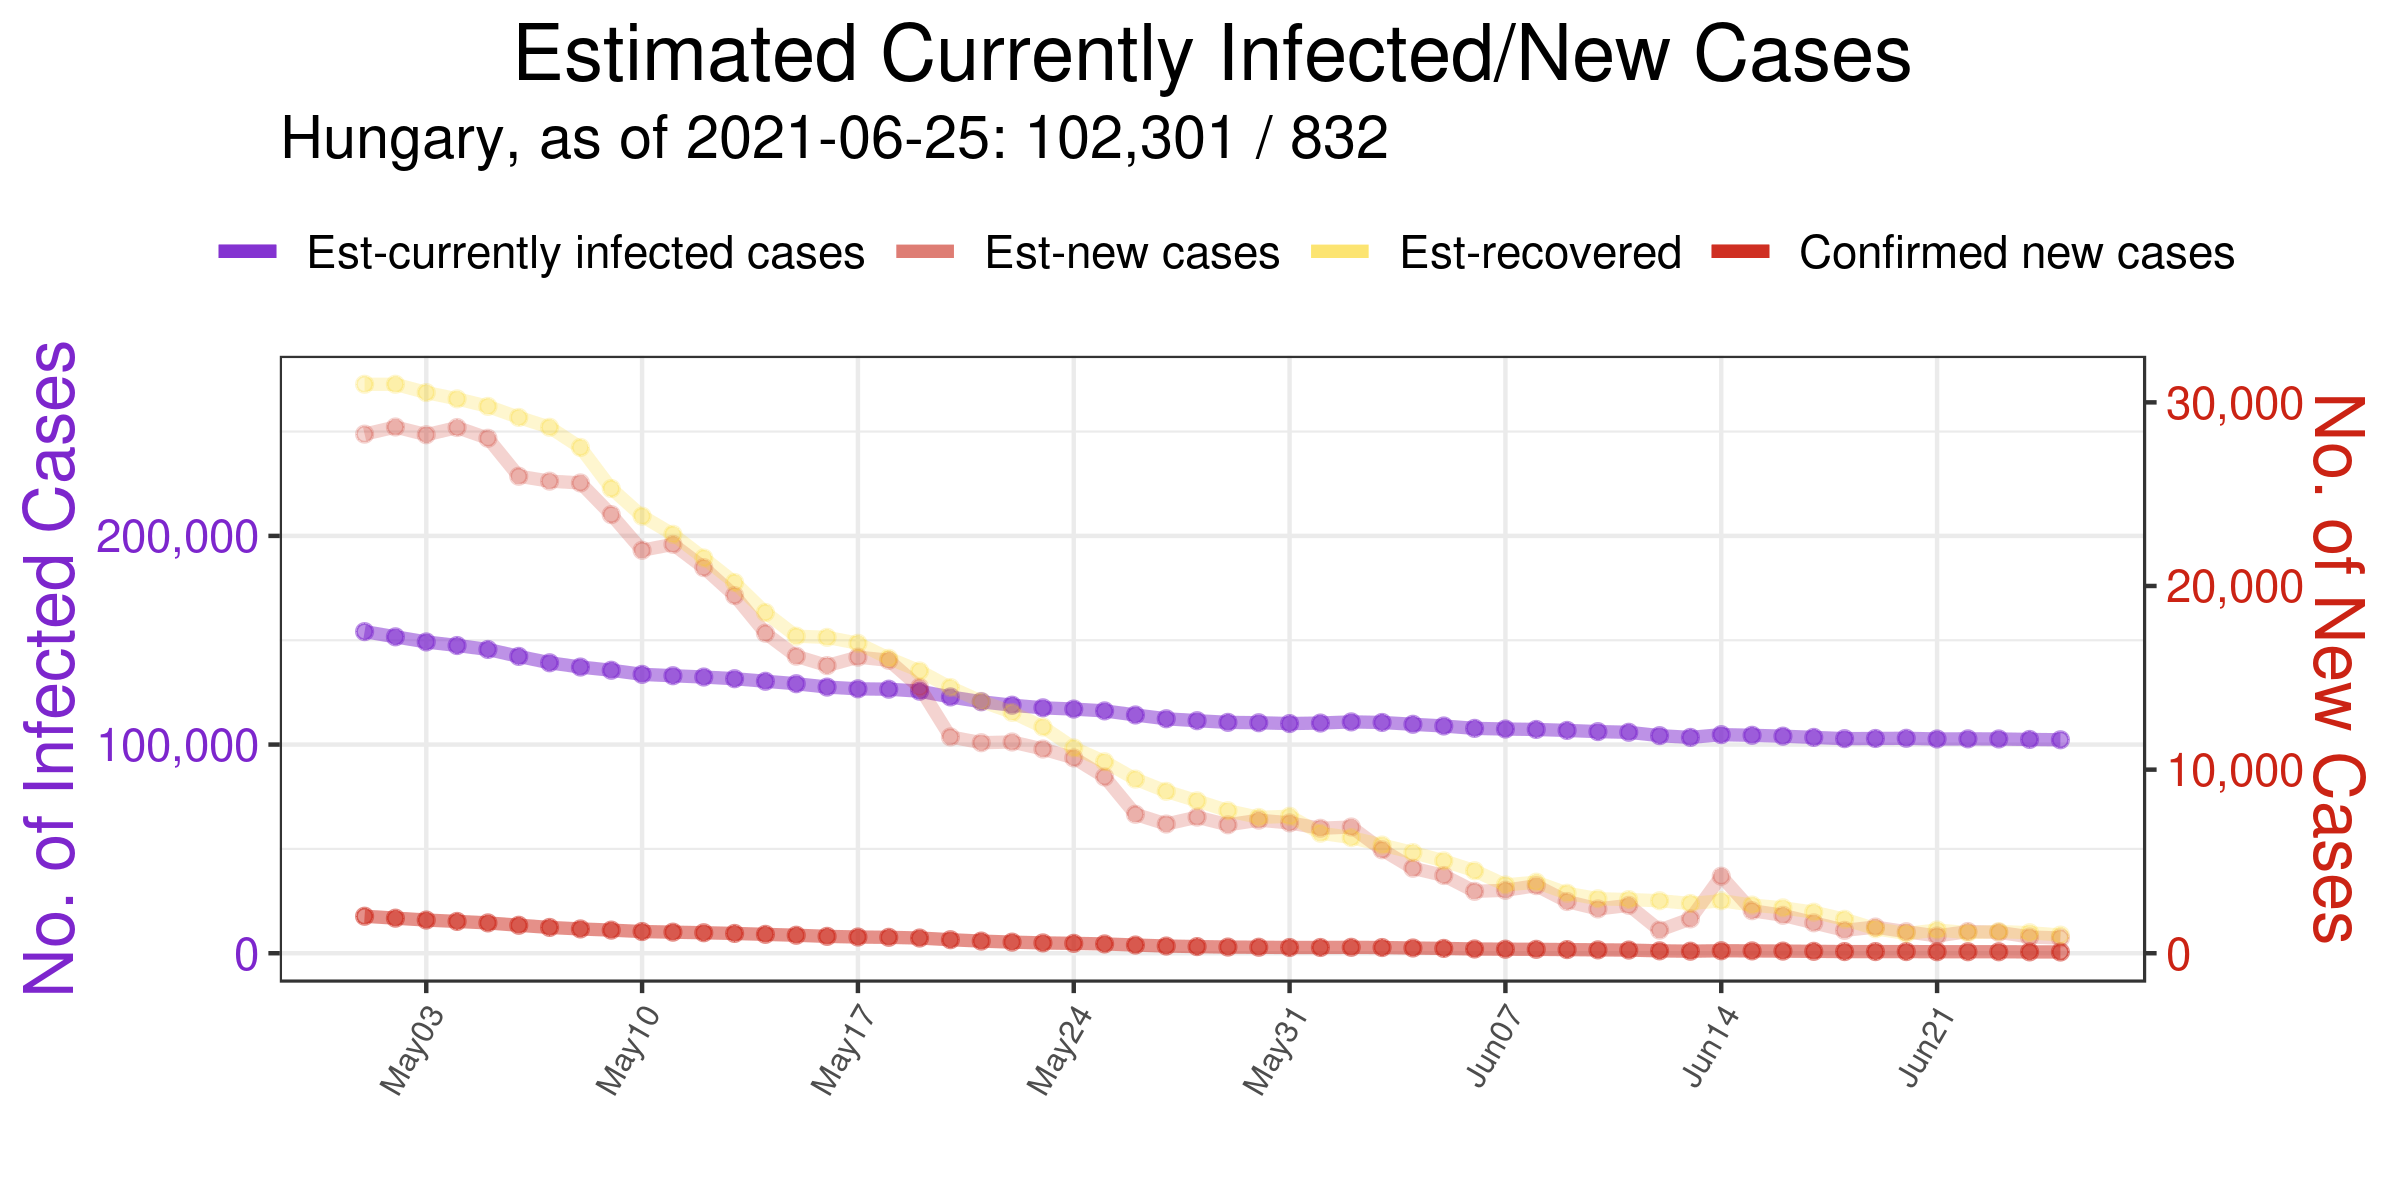 Estimated Currently Infected/New Cases
Hungary, as of 2021-06-25: 102,301 / 832
Est-currently infected cases Est-new cases Est-recovered Confirmed new cases
No. of Infected Cases
200,000
100,000
0
30,000
20,000
10,000
0
No. of New Cases
May03 May10 May17 May24 May31 Jun07 Jun14 Jun21